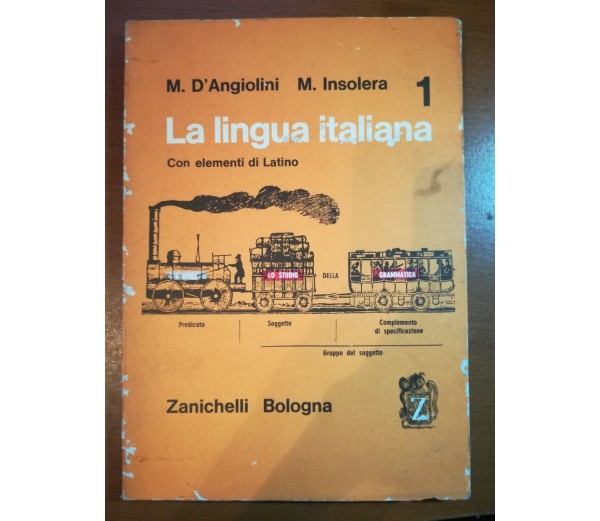 M. D'Angiolini M. Insolera 1
La lingua italiana
Con elementi di Latino
LO STUDIO DELLA GRAMMATICA
Predicato Soggetto Complemento
di specificazione
Gruppo del soggetto
Zanichelli Bologna
Z